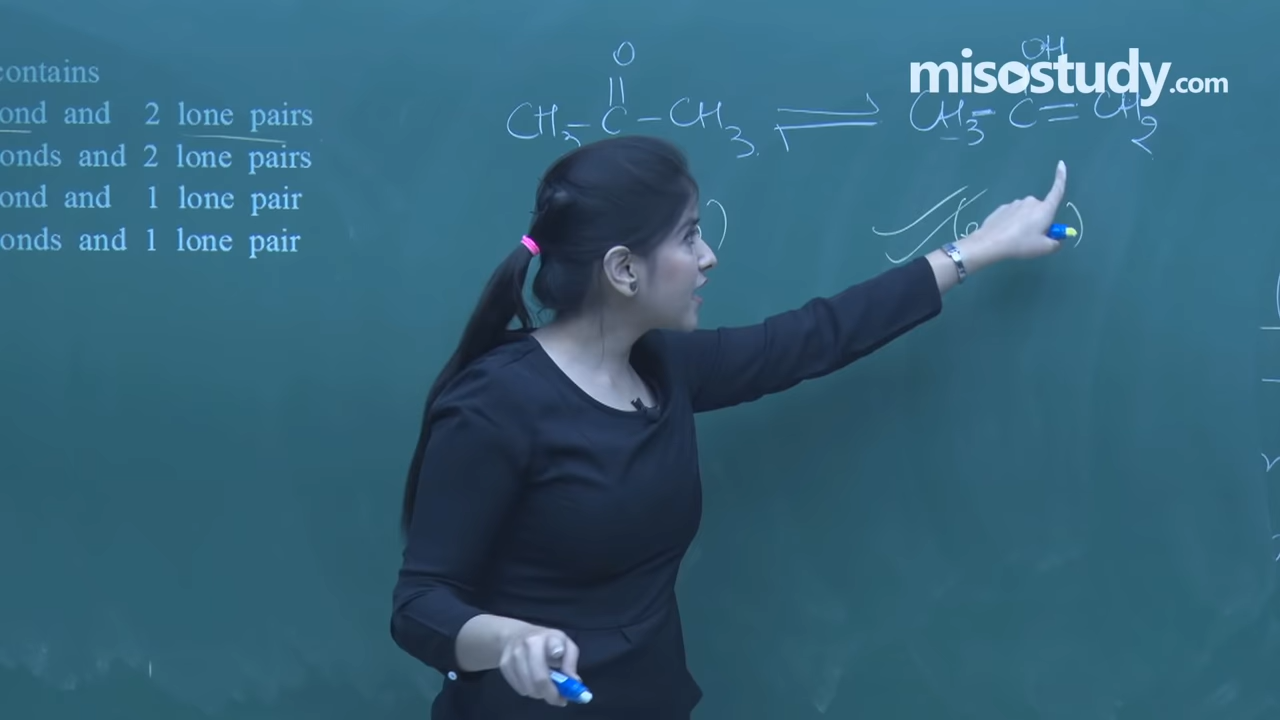 contains
ond and 2 lone pairs
onds and 2 lone pairs
ond and 1 lone pair
onds and 1 lone pair
O
||
CH3-C-CH3 ⇌ CH3-C=CH2
OH
misostudy.com